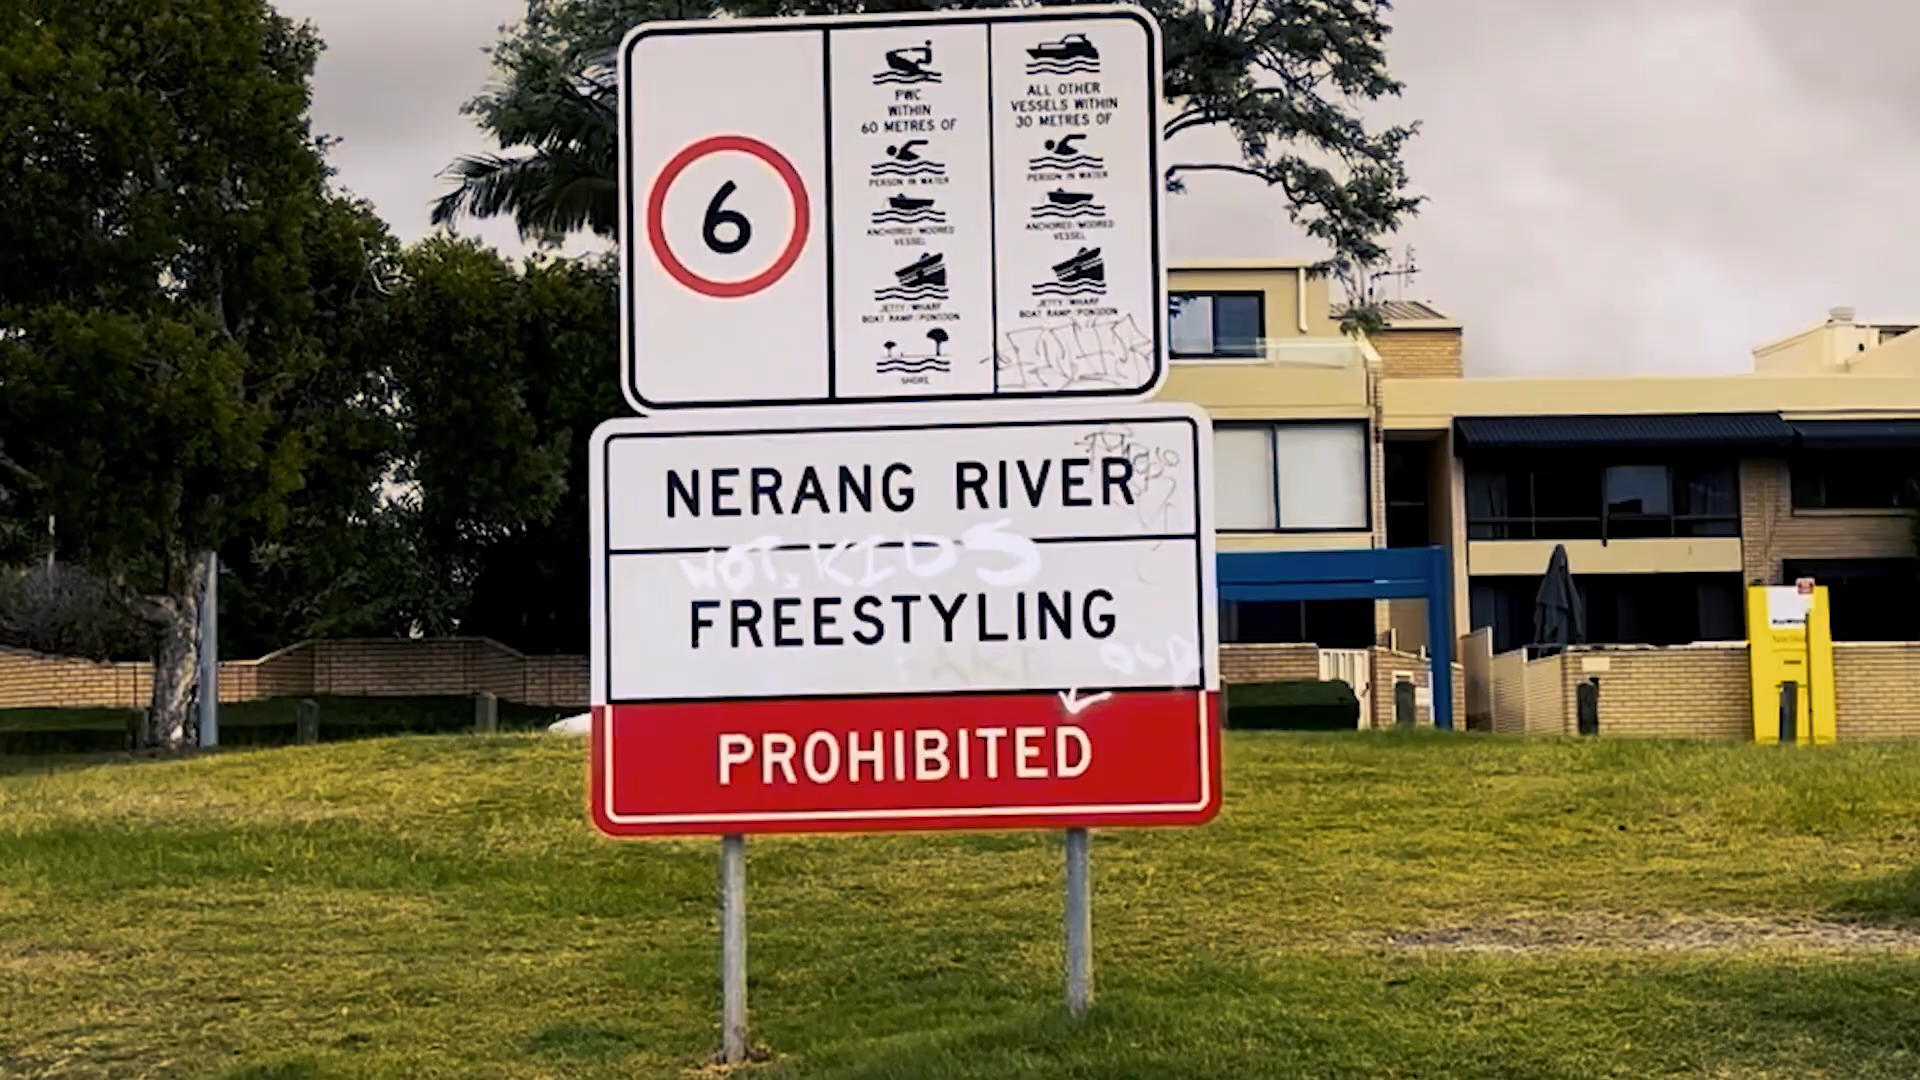 6
PWC
WITHIN
60 METRES OF
PERSON IN WATER
ANCHORED/MOORED
VESSEL
JETTY/WHARF
BOAT RAMP/PONTOON
SHORE
ALL OTHER
VESSELS WITHIN
30 METRES OF
PERSON IN WATER
ANCHORED/MOORED
VESSEL
JETTY/WHARF
BOAT RAMP/PONTOON
NERANG RIVER
KIDS
FREESTYLING
OLD
PROHIBITED